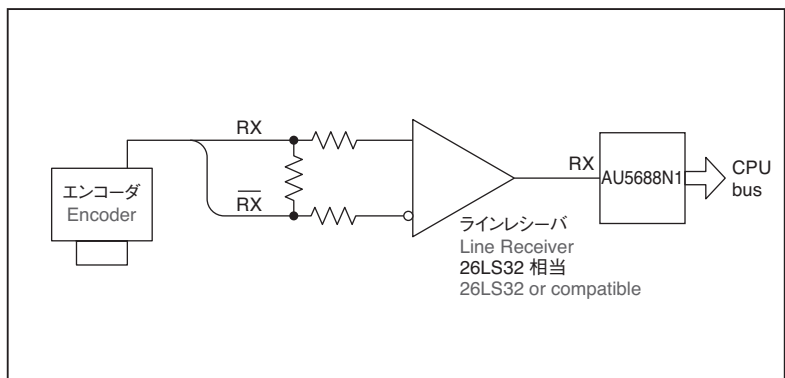 エンコーダ
Encoder
RX
R̅X̅
ラインレシーバ
Line Receiver
26LS32 相当
26LS32 or compatible
RX
AU5688N1
CPU
bus